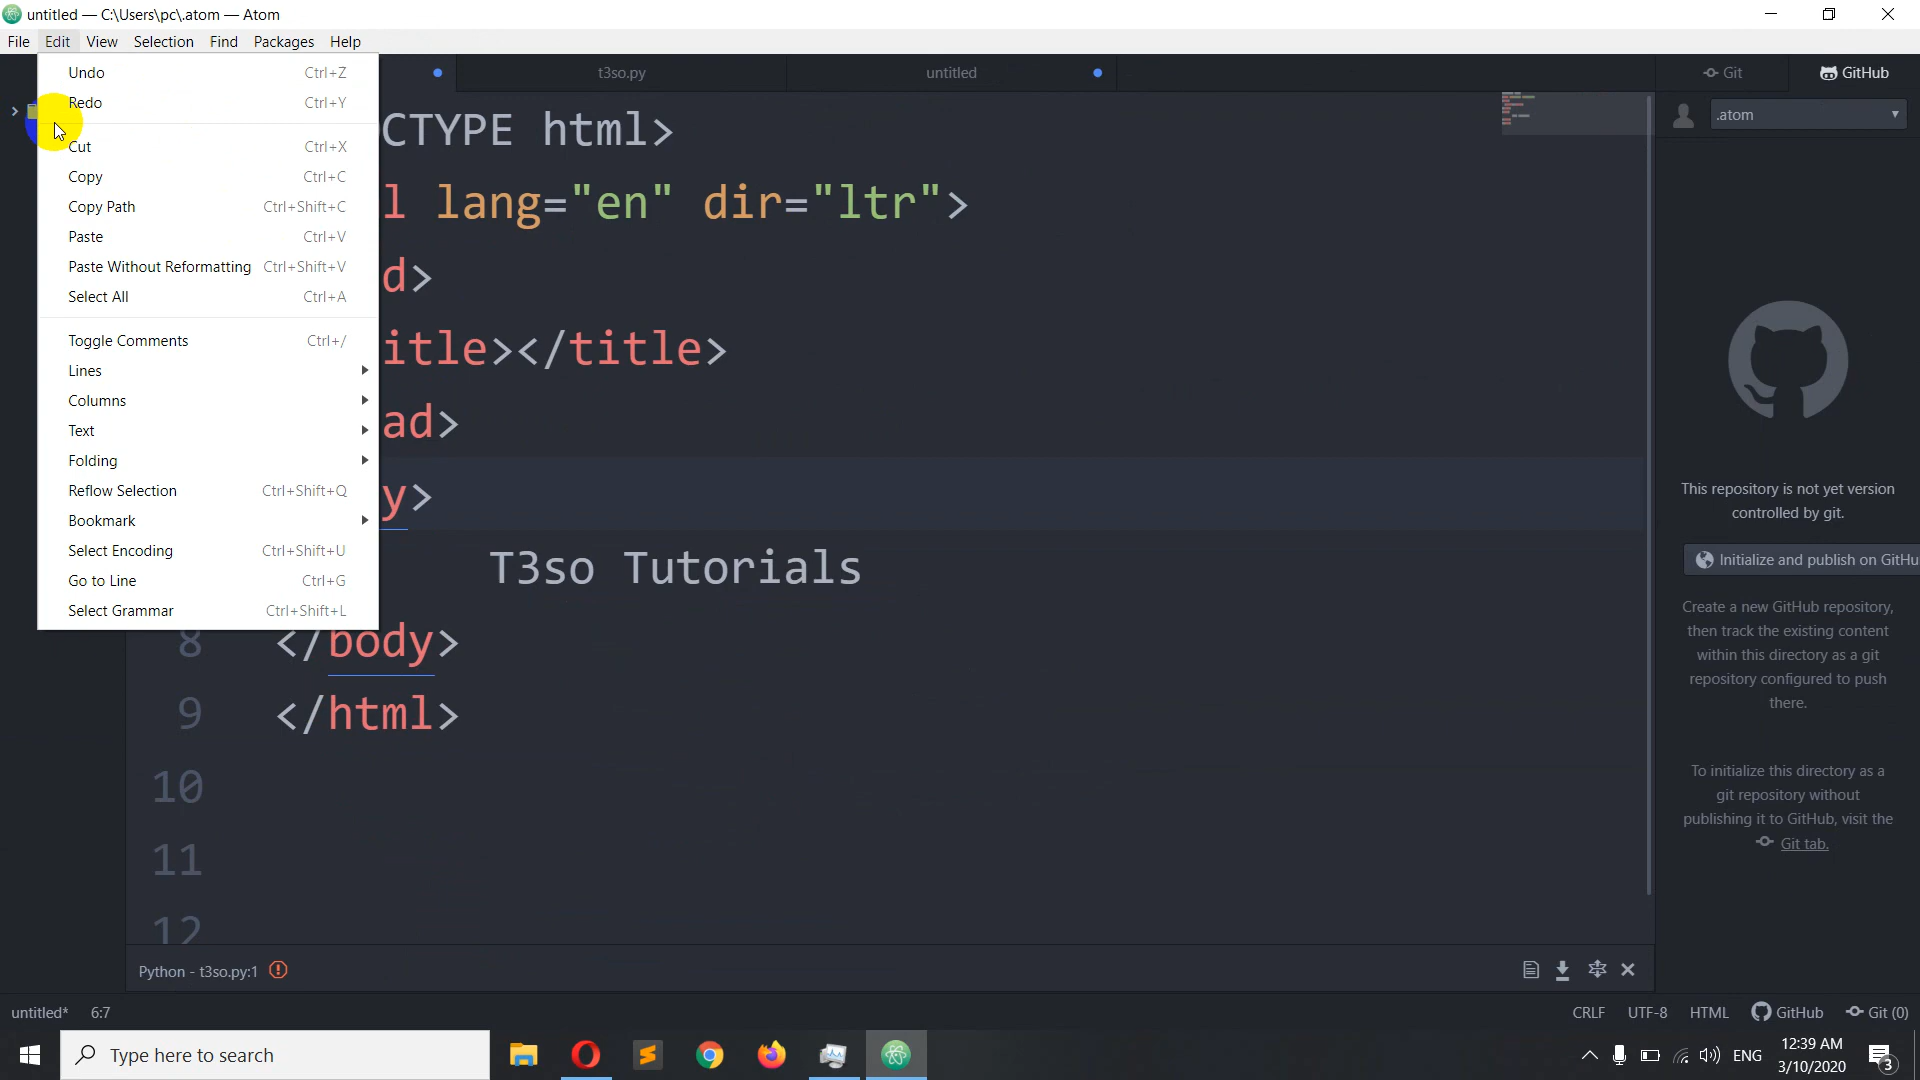 untitled — C:\Users\pc\.atom — Atom
File Edit View Selection Find Packages Help
Undo Ctrl+Z
Redo Ctrl+Y
Cut Ctrl+X
Copy Ctrl+C
Copy Path Ctrl+Shift+C
Paste Ctrl+V
Paste Without Reformatting Ctrl+Shift+V
Select All Ctrl+A
Toggle Comments Ctrl+/
Lines
Columns
Text
Folding
Reflow Selection Ctrl+Shift+Q
Bookmark
Select Encoding Ctrl+Shift+U
Go to Line Ctrl+G
Select Grammar Ctrl+Shift+L
t3so.py untitled
CTYPE html>
l lang="en" dir="ltr">
d>
itle></title>
ad>
y>
T3so Tutorials
8 </body>
9 </html>
10
11
12
Git GitHub
.atom
This repository is not yet version
controlled by git.
Initialize and publish on GitHu
Create a new GitHub repository,
then track the existing content
within this directory as a git
repository configured to push
there.
To initialize this directory as a
git repository without
publishing it to GitHub, visit the
Git tab.
Python - t3so.py:1
untitled* 6:7 CRLF UTF-8 HTML GitHub Git (0)
Type here to search
ENG
12:39 AM
3/10/2020
3